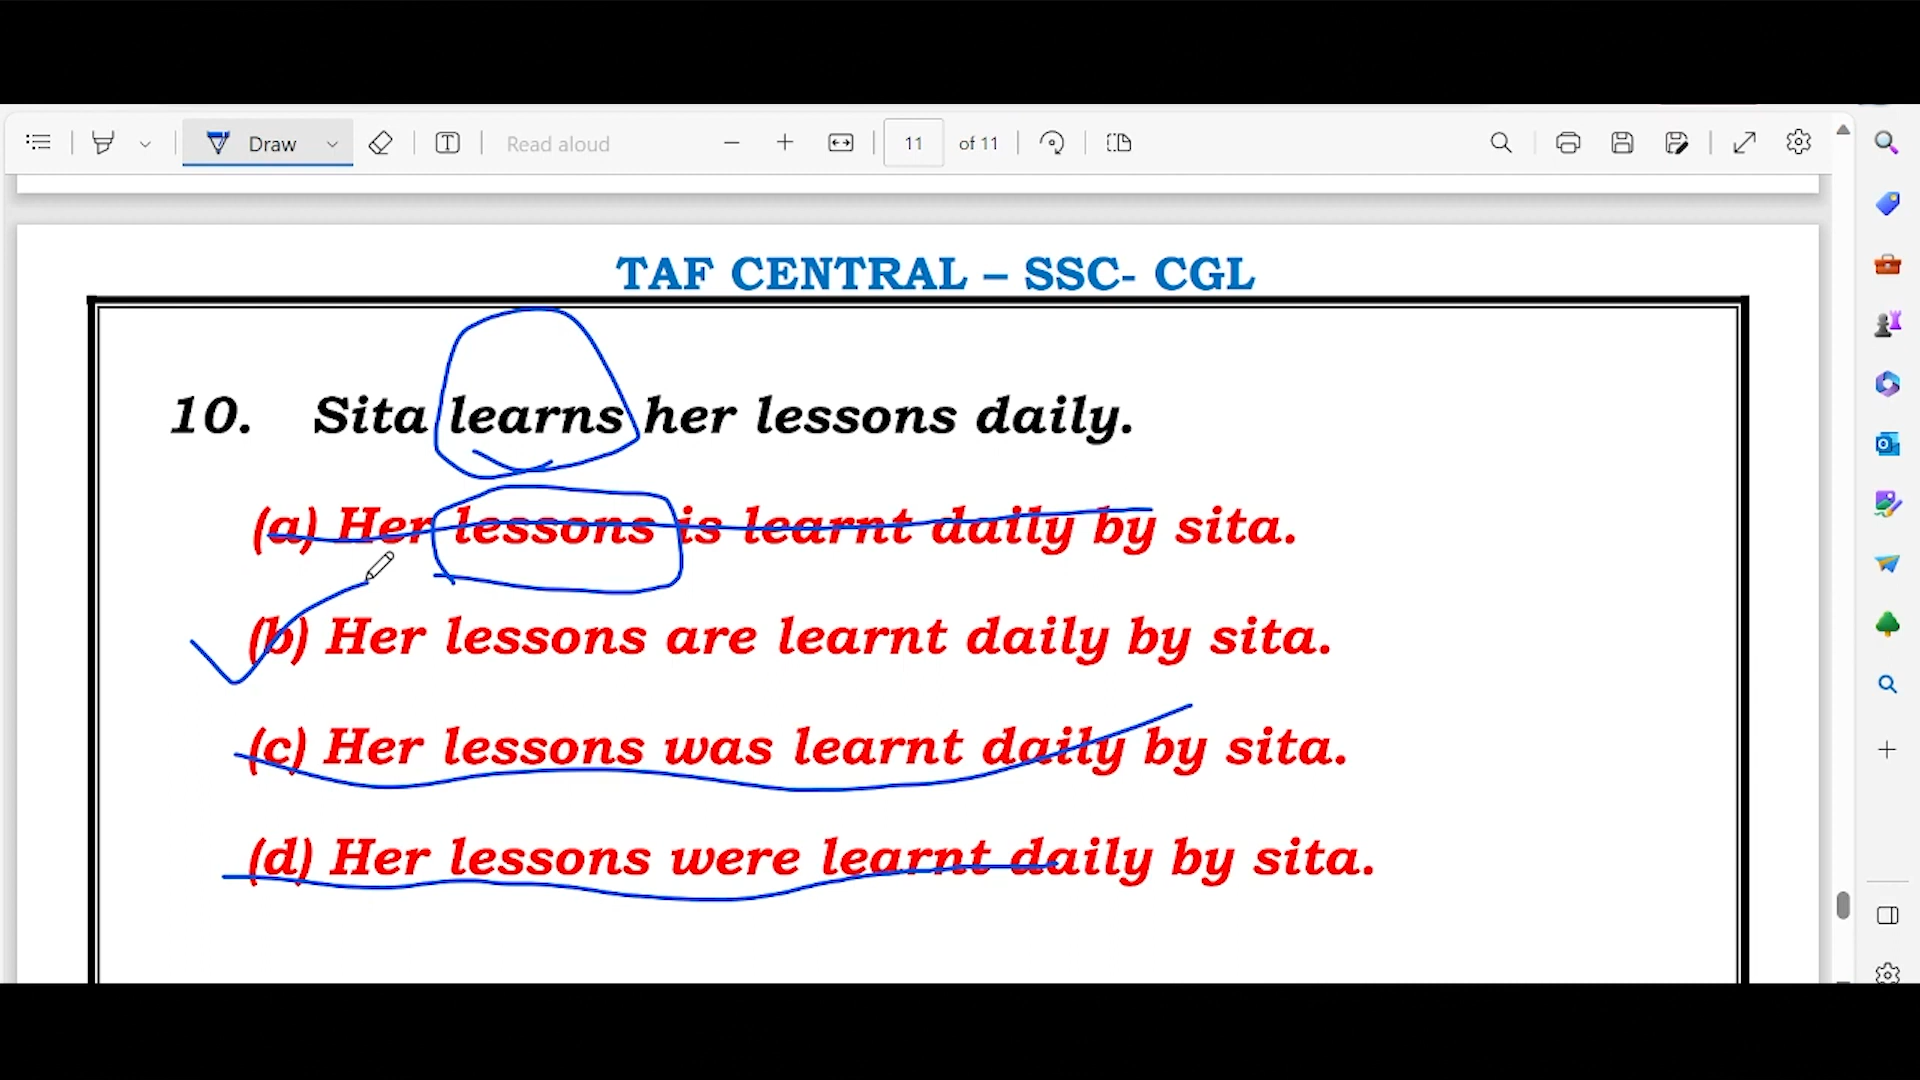 Draw
Read aloud
11 of 11
TAF CENTRAL – SSC- CGL
10. Sita learns her lessons daily.
(a) Her lessons is learnt daily by sita.
(b) Her lessons are learnt daily by sita.
(c) Her lessons was learnt daily by sita.
(d) Her lessons were learnt daily by sita.